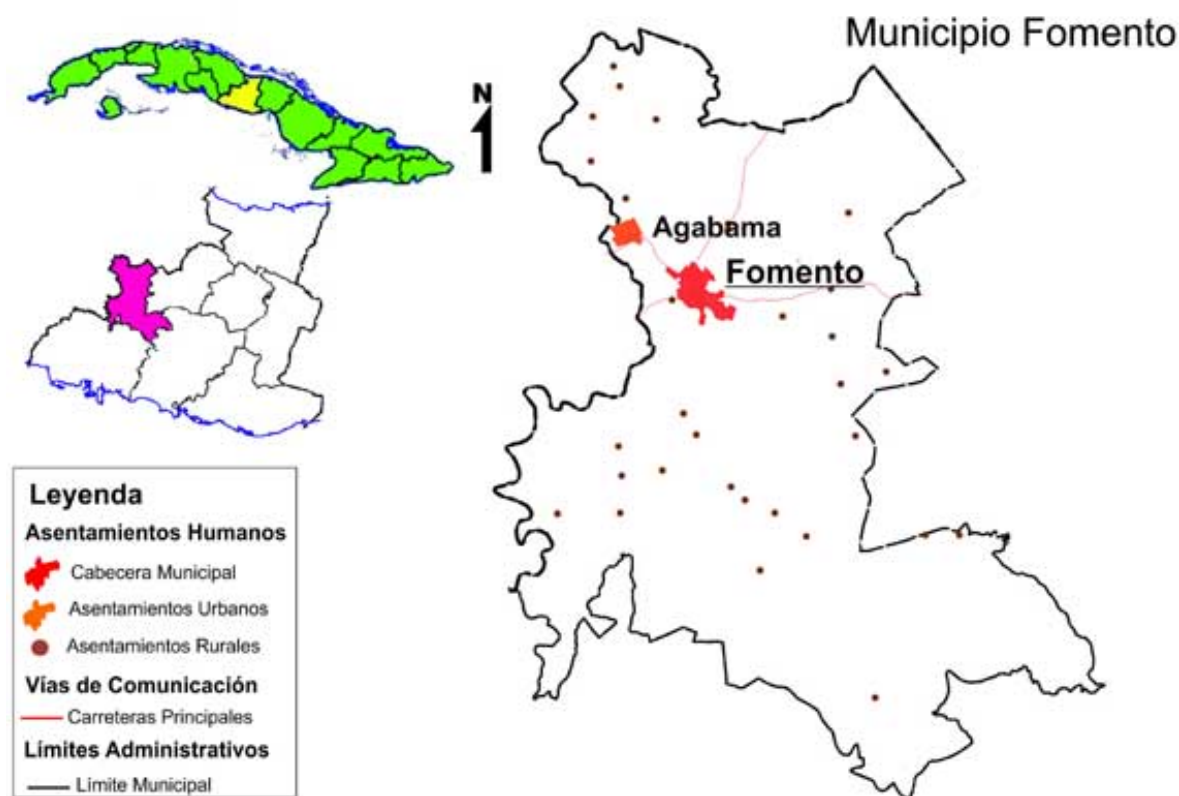 Municipio Fomento
N
Agabama
Fomento
Leyenda
Asentamientos Humanos
Cabecera Municipal
Asentamientos Urbanos
Asentamientos Rurales
Vías de Comunicación
Carreteras Principales
Límites Administrativos
Límite Municipal